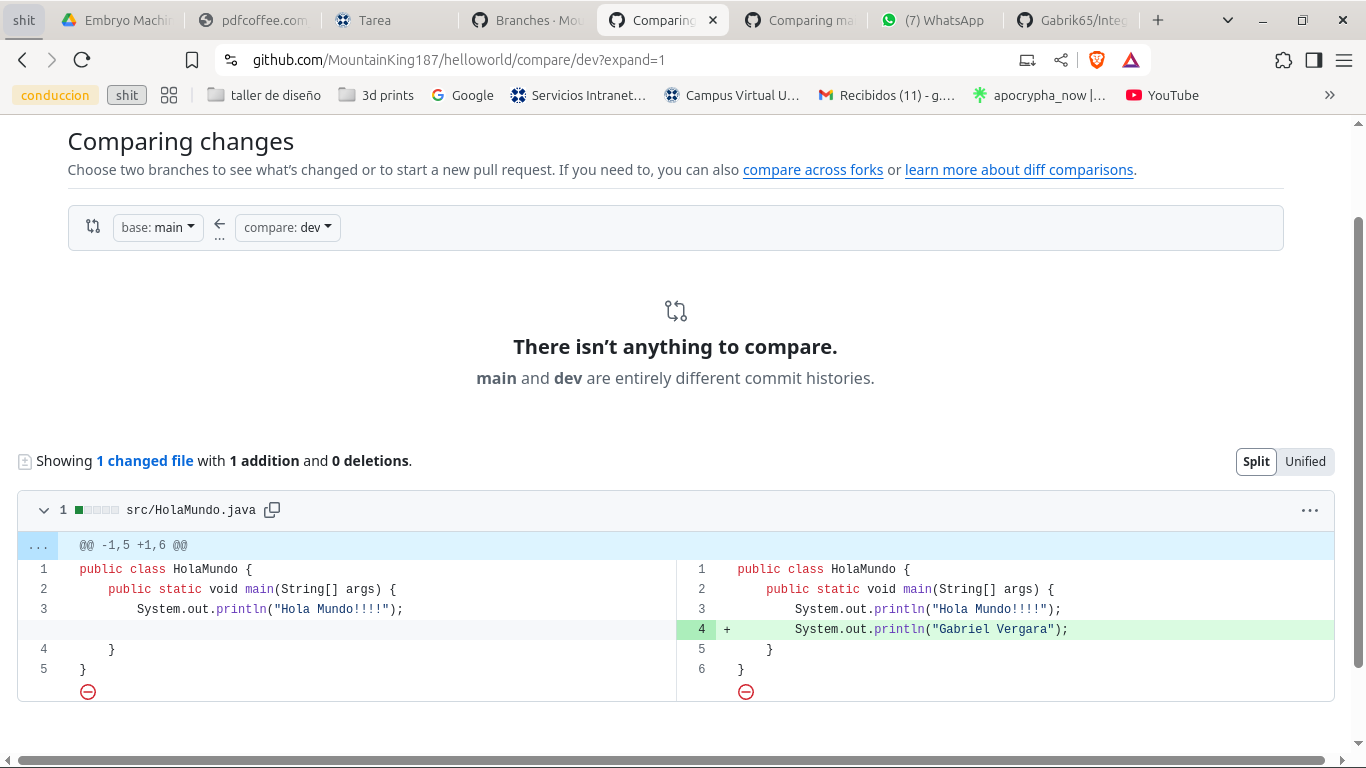 shit
Embryo Machi
pdfcoffee.com
Tarea
Branches · Mou
Comparing
Comparing ma
(7) WhatsApp
Gabrik65/Integ
github.com/MountainKing187/helloworld/compare/dev?expand=1
conduccion
shit
taller de diseño
3d prints
Google
Servicios Intranet…
Campus Virtual U…
Recibidos (11) - g.…
apocrypha_now |…
YouTube
Comparing changes
Choose two branches to see what’s changed or to start a new pull request. If you need to, you can also compare across forks or learn more about diff comparisons.
base: main
...
compare: dev
There isn’t anything to compare.
main and dev are entirely different commit histories.
Showing 1 changed file with 1 addition and 0 deletions.
Split
Unified
1 src/HolaMundo.java
...
@@ -1,5 +1,6 @@
1 public class HolaMundo {
2 public static void main(String[] args) {
3 System.out.println("Hola Mundo!!!!");
4 }
5 }
1 public class HolaMundo {
2 public static void main(String[] args) {
3 System.out.println("Hola Mundo!!!!");
4 + System.out.println("Gabriel Vergara");
5 }
6 }